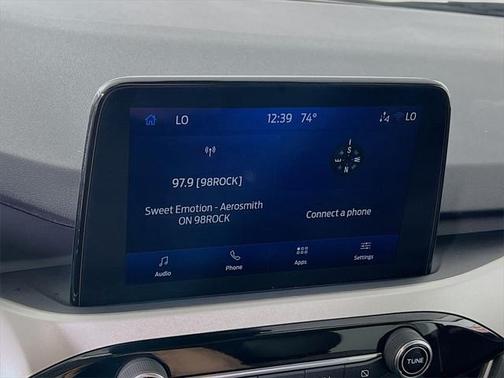 LO 12:39 74° LO
97.9 [98ROCK]
Sweet Emotion - Aerosmith
ON 98ROCK
S
E W
N
Connect a phone
Audio Phone Apps Settings
TUNE